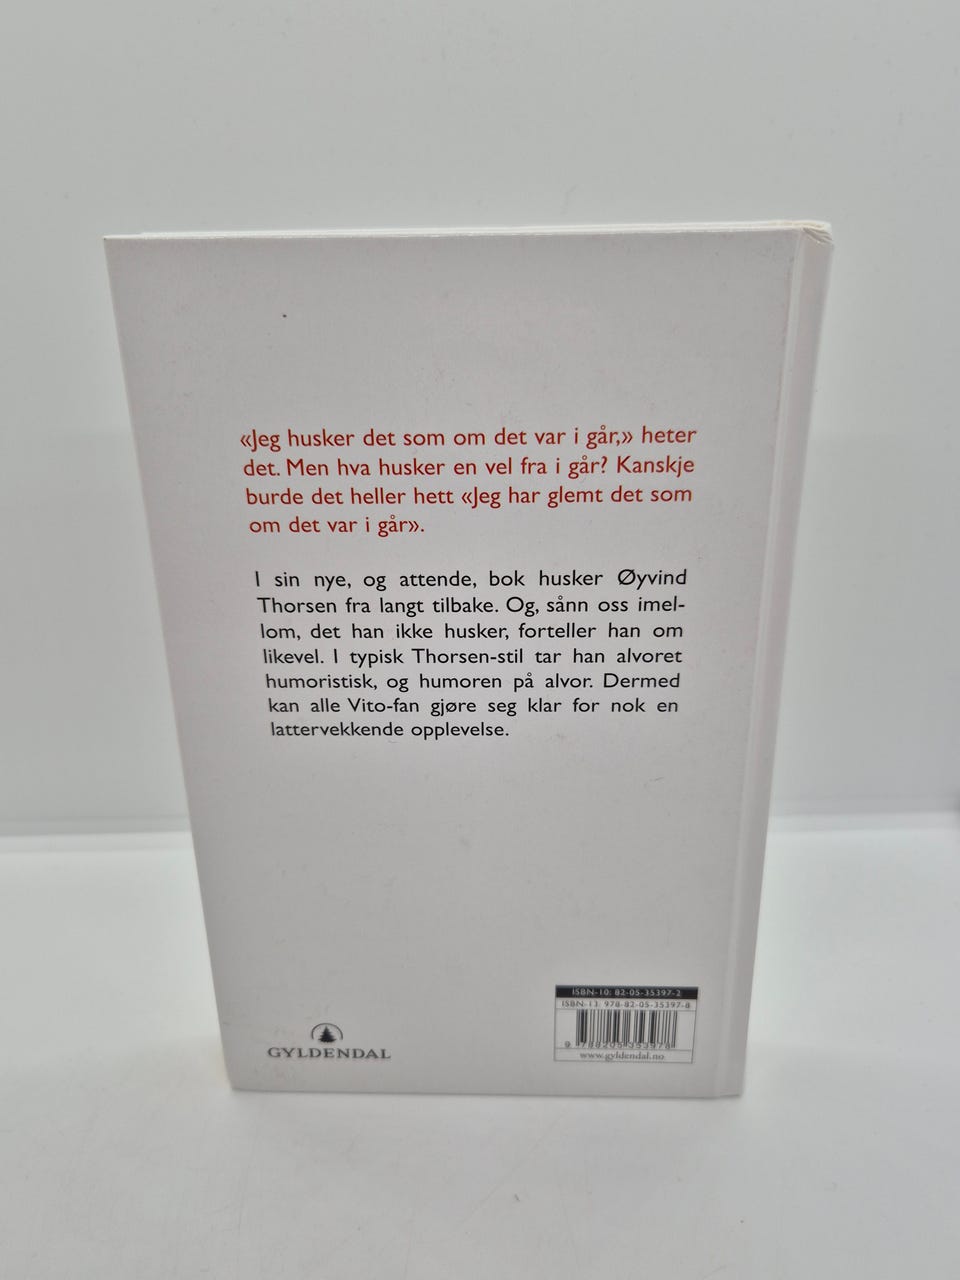 «Jeg husker det som om det var i går,» heter
det. Men hva husker en vel fra i går? Kanskje
burde det heller hett «Jeg har glemt det som
om det var i går».
I sin nye, og attende, bok husker Øyvind
Thorsen fra langt tilbake. Og, sånn oss imel-
lom, det han ikke husker, forteller han om
likevel. I typisk Thorsen-stil tar han alvoret
humoristisk, og humoren på alvor. Dermed
kan alle Vito-fan gjøre seg klar for nok en
lattervekkende opplevelse.
GYLDENDAL
ISBN-10: 82-05-35397-2
ISBN-13: 978-82-05-35397-8
9 788205 353978
www.gyldendal.no